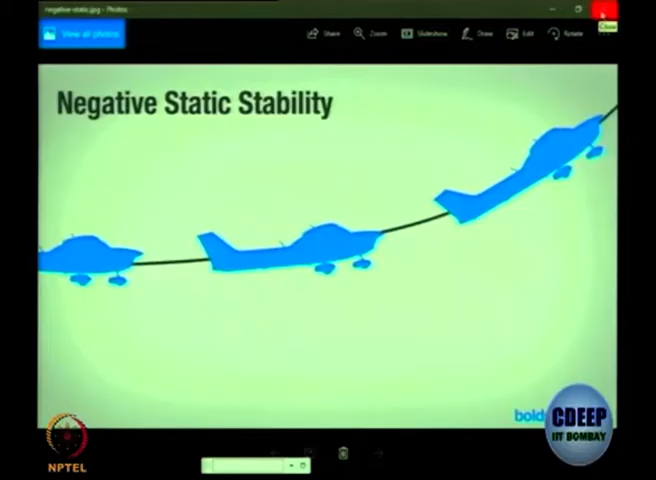 negative-static.jpg - Photos
View all photos
Share
Zoom
Slideshow
Draw
Edit
Rotate
Close
Negative Static Stability
bold
CDEEP
IIT BOMBAY
NPTEL